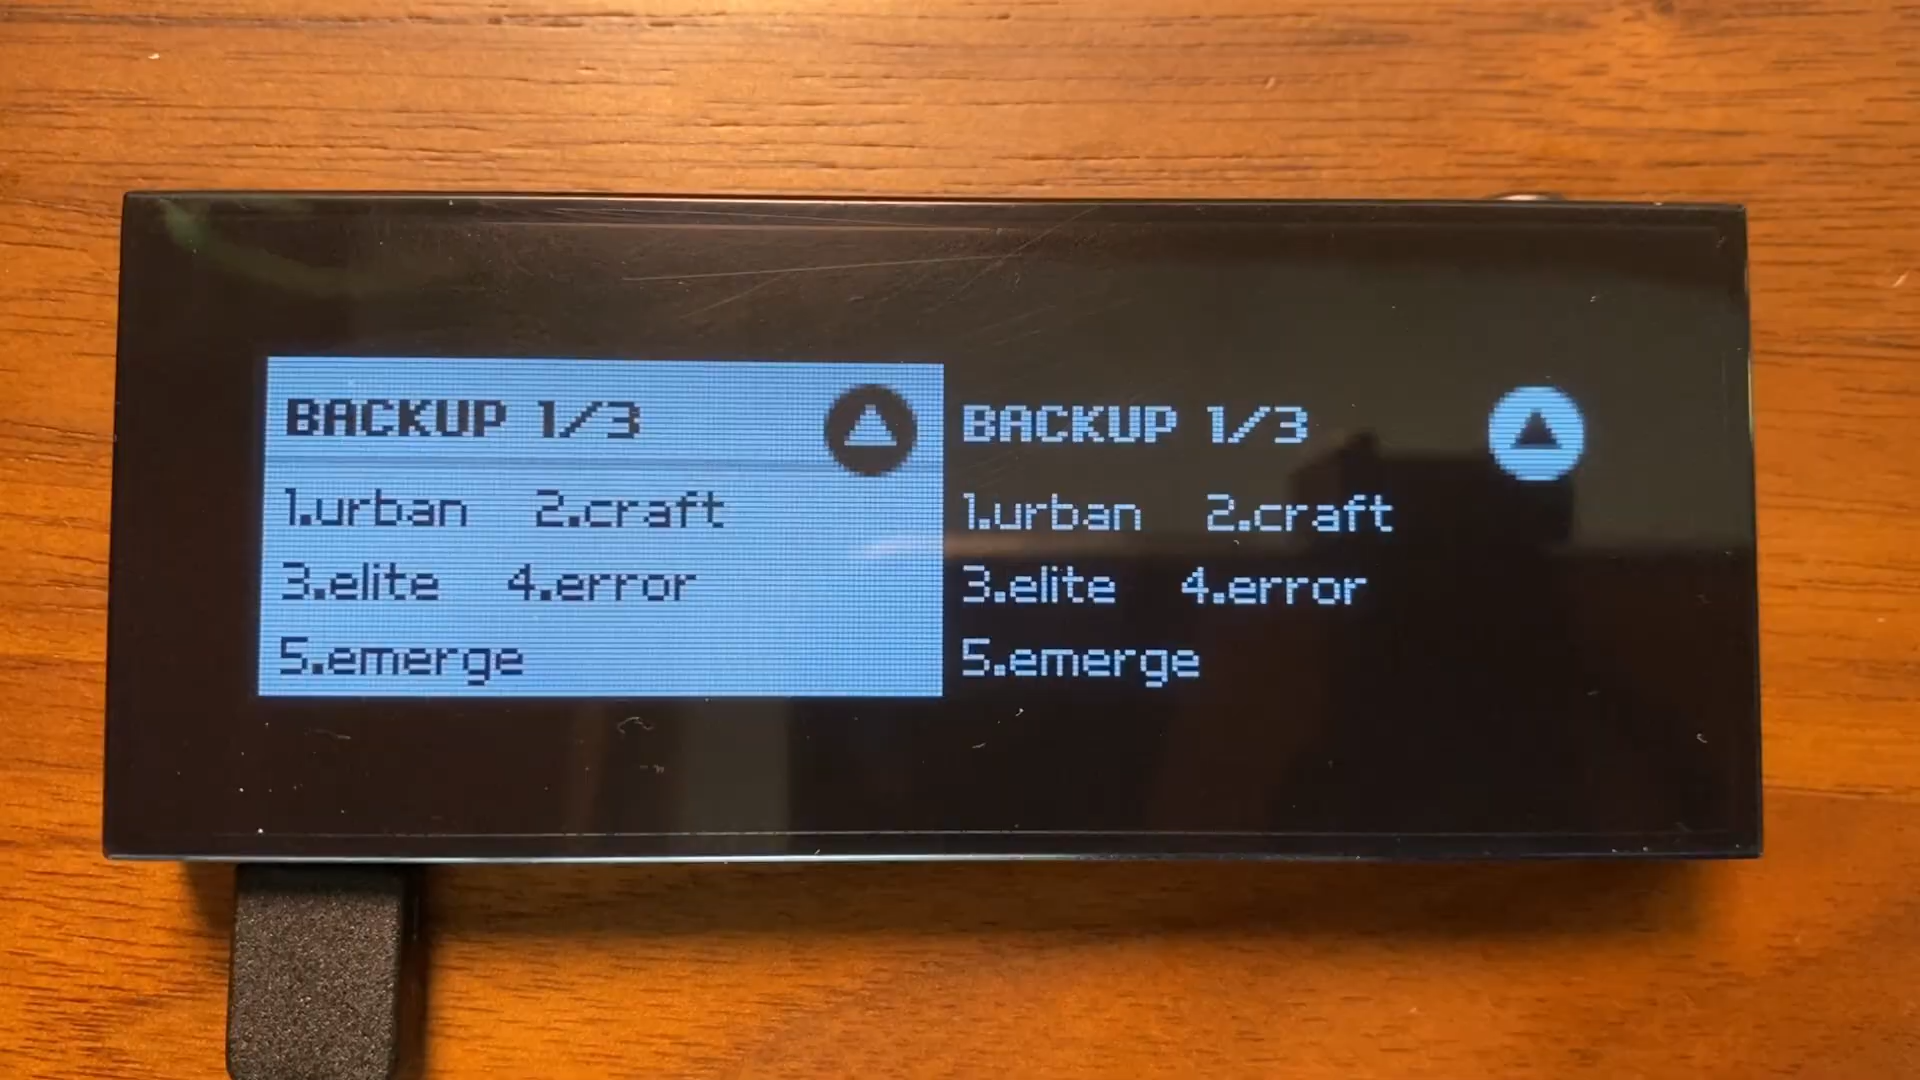 BACKUP 1/3
1.urban 2.craft
3.elite 4.error
5.emerge
BACKUP 1/3
1.urban 2.craft
3.elite 4.error
5.emerge